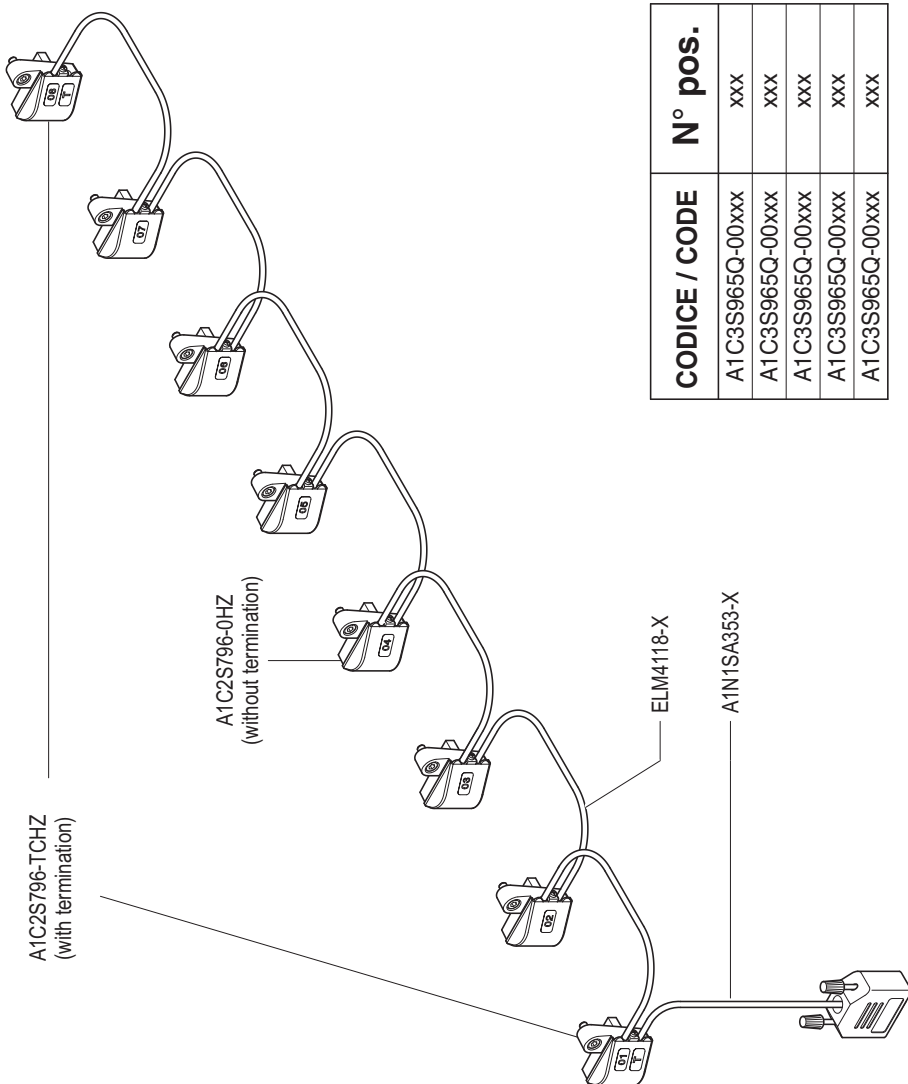 A1C2S796-TCHZ
(with termination)
A1C2S796-0HZ
(without termination)
ELM4118-X
A1N1SA353-X
01
T
02
03
04
05
06
07
08
T
CODICE / CODE N° pos.
A1C3S965Q-00xxx xxx
A1C3S965Q-00xxx xxx
A1C3S965Q-00xxx xxx
A1C3S965Q-00xxx xxx
A1C3S965Q-00xxx xxx